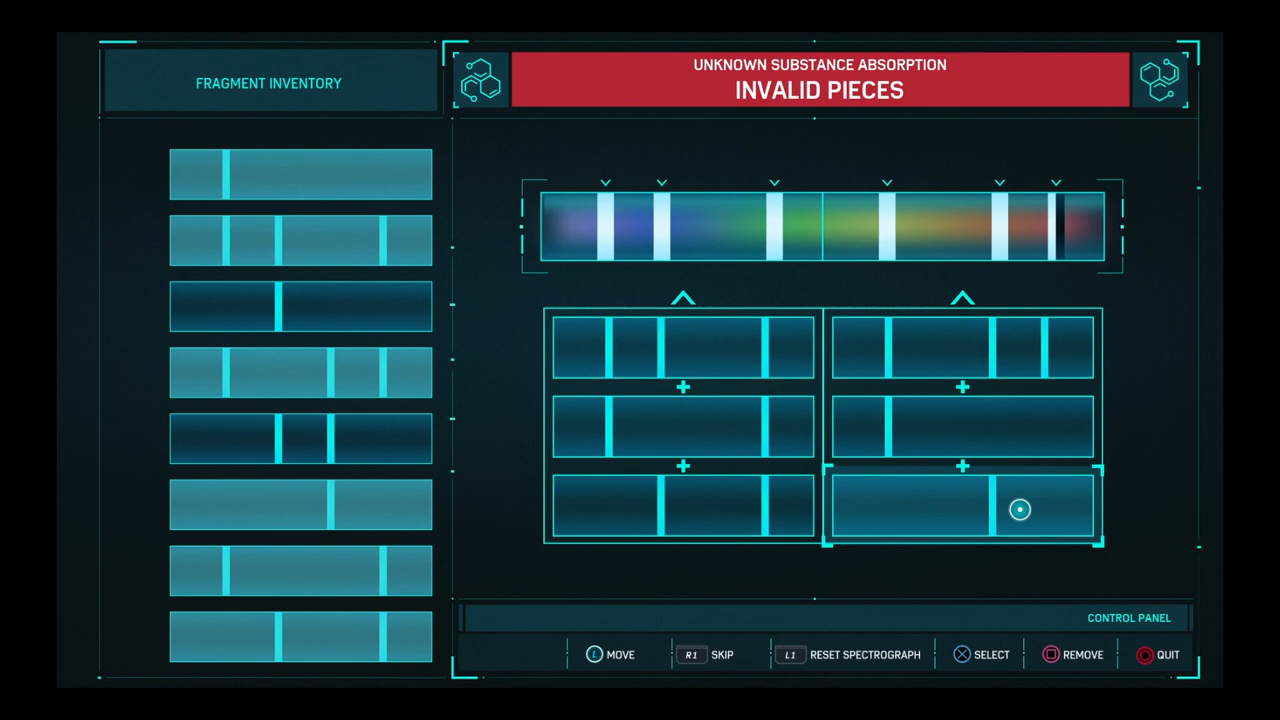 FRAGMENT INVENTORY
UNKNOWN SUBSTANCE ABSORPTION
INVALID PIECES
CONTROL PANEL
L MOVE
R1 SKIP
L1 RESET SPECTROGRAPH
SELECT
REMOVE
QUIT